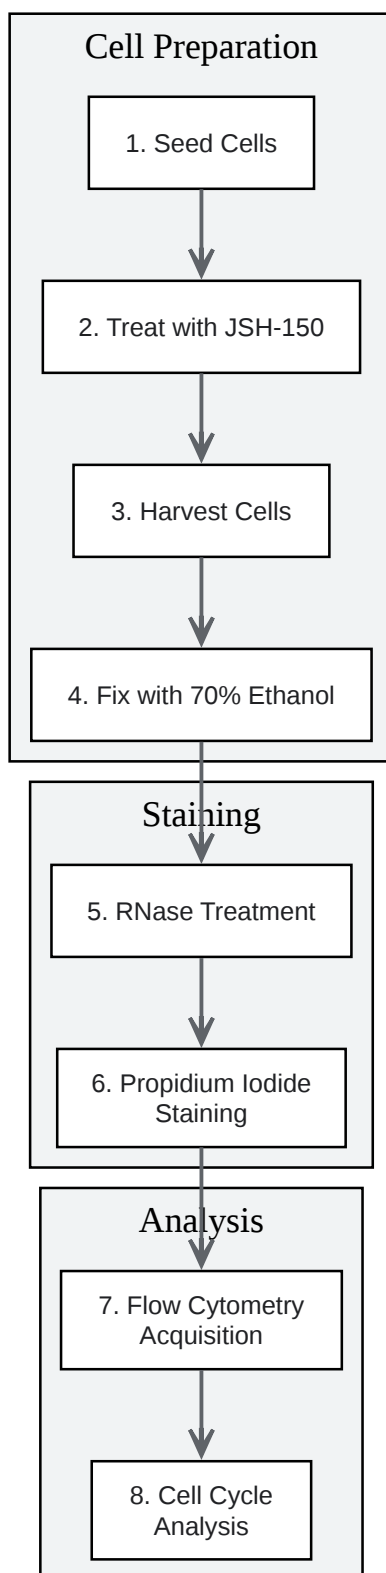 Cell Preparation
1. Seed Cells
2. Treat with JSH-150
3. Harvest Cells
4. Fix with 70% Ethanol
Staining
5. RNase Treatment
6. Propidium Iodide
Staining
Analysis
7. Flow Cytometry
Acquisition
8. Cell Cycle
Analysis